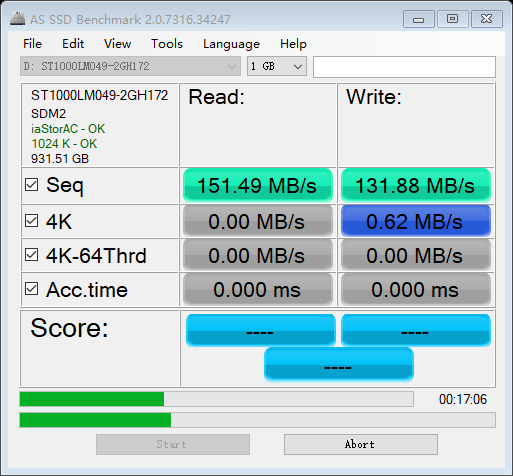 AS SSD Benchmark 2.0.7316.34247
File Edit View Tools Language Help
D: ST1000LM049-2GH172 1 GB
ST1000LM049-2GH172
SDM2
iaStorAC - OK
1024 K - OK
931.51 GB
Read: Write:
Seq 151.49 MB/s 131.88 MB/s
4K 0.00 MB/s 0.62 MB/s
4K-64Thrd 0.00 MB/s 0.00 MB/s
Acc.time 0.000 ms 0.000 ms
Score: ---- ----
----
00:17:06
Start Abort